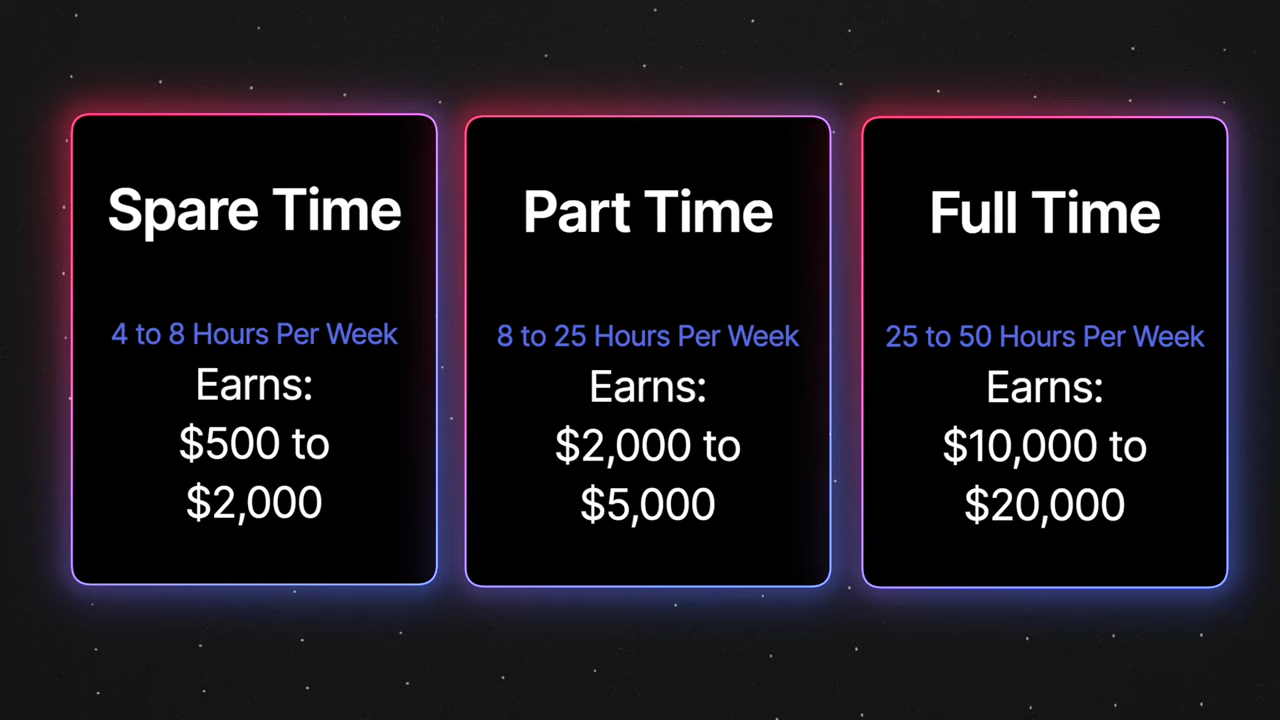 Spare Time
4 to 8 Hours Per Week
Earns:
$500 to
$2,000
Part Time
8 to 25 Hours Per Week
Earns:
$2,000 to
$5,000
Full Time
25 to 50 Hours Per Week
Earns:
$10,000 to
$20,000